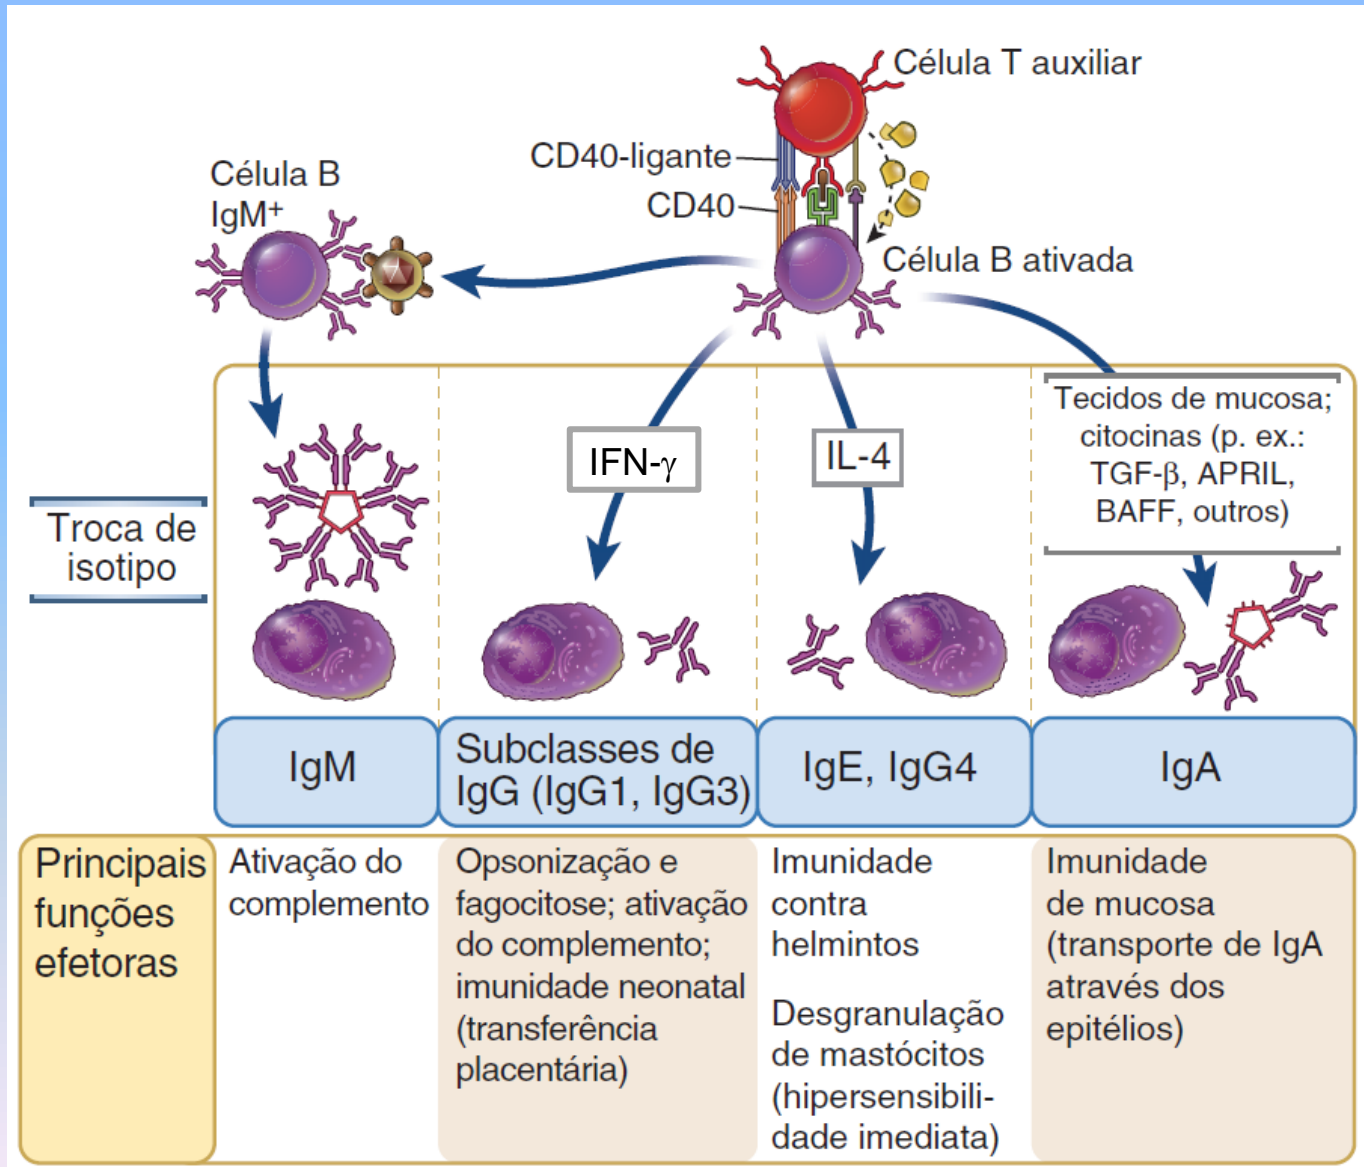 Célula T auxiliar
CD40-ligante
CD40
Célula B
IgM+
Célula B ativada
Tecidos de mucosa;
citocinas (p. ex.:
TGF-β, APRIL,
BAFF, outros)
IFN-γ
IL-4
Troca de
isotipo
IgM
Subclasses de
IgG (IgG1, IgG3)
IgE, IgG4
IgA
Principais
funções
efetoras
Ativação do
complemento
Opsonização e
fagocitose; ativação
do complemento;
imunidade neonatal
(transferência
placentária)
Imunidade
contra
helmintos
Desgranulação
de mastócitos
(hipersensibili-
dade imediata)
Imunidade
de mucosa
(transporte de IgA
através dos
epitélios)